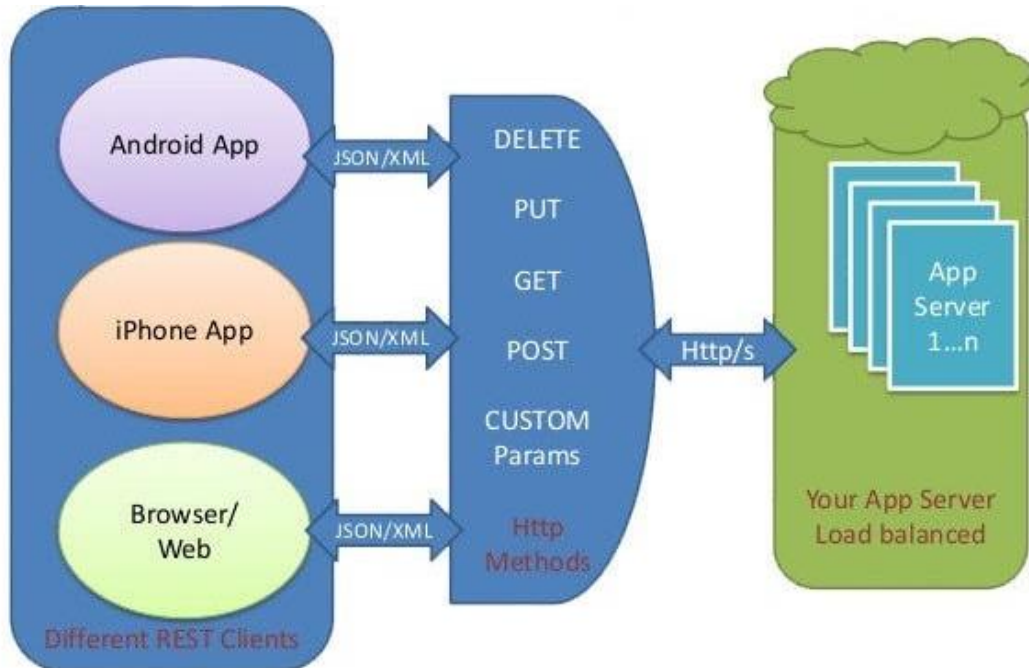 Android App
JSON/XML
iPhone App
JSON/XML
Browser/
Web
JSON/XML
Different REST Clients
DELETE
PUT
GET
POST
CUSTOM
Params
Http
Methods
Http/s
App
Server
1...n
Your App Server
Load balanced